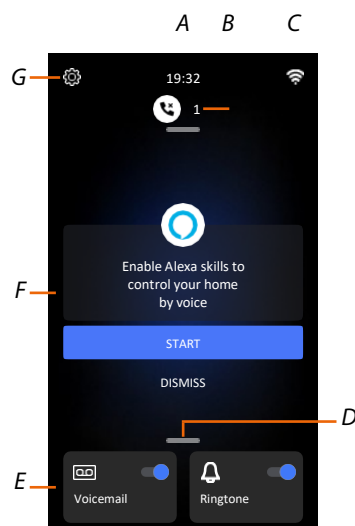 A B C
G 19:32
1
Enable Alexa skills to
control your home
by voice
F
START
DISMISS
D
E
Voicemail Ringtone